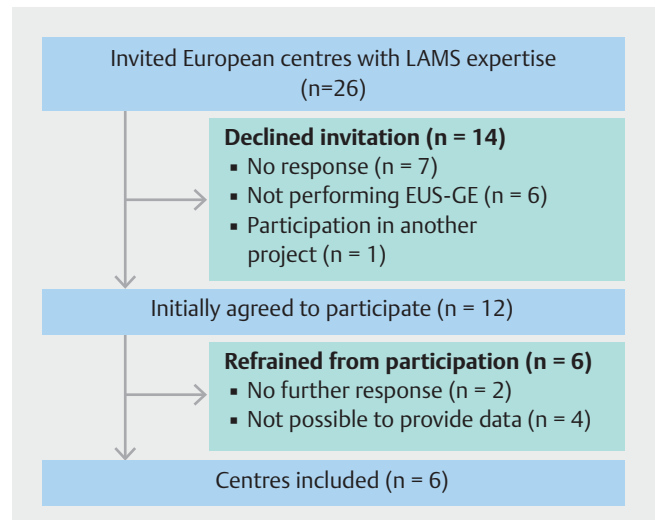 Invited European centres with LAMS expertise
(n=26)
Declined invitation (n = 14)
▪ No response (n = 7)
▪ Not performing EUS-GE (n = 6)
▪ Participation in another
project (n = 1)
Initially agreed to participate (n = 12)
Refrained from participation (n = 6)
▪ No further response (n = 2)
▪ Not possible to provide data (n = 4)
Centres included (n = 6)